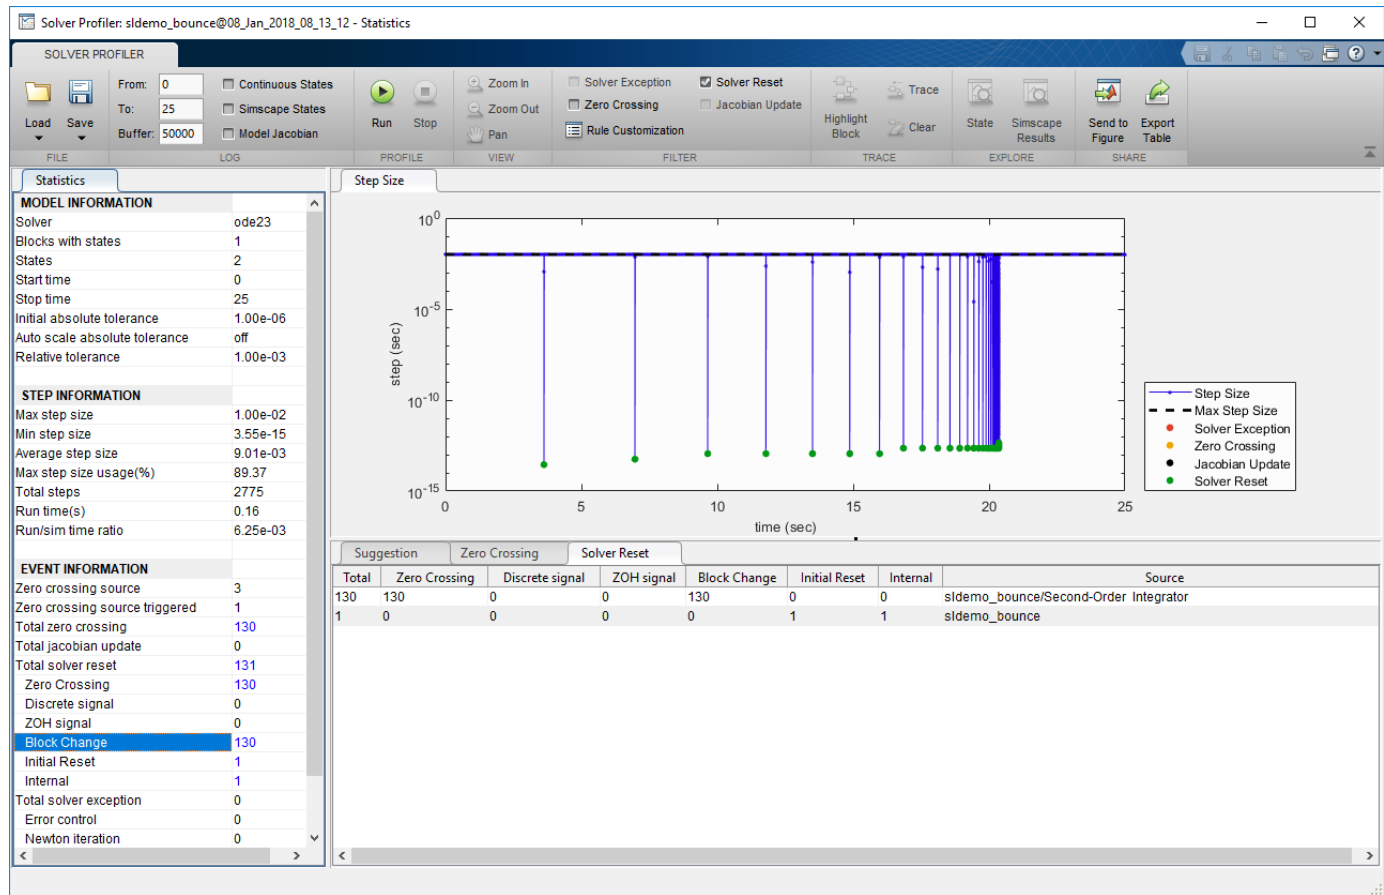 Solver Profiler: sldemo_bounce@08_Jan_2018_08_13_12 - Statistics
SOLVER PROFILER
Load
Save
FILE
From: 0
To: 25
Buffer: 50000
Continuous States
Simscape States
Model Jacobian
LOG
Run
Stop
PROFILE
Zoom In
Zoom Out
Pan
VIEW
Solver Exception
Solver Reset
Zero Crossing
Jacobian Update
Rule Customization
FILTER
Highlight Block
Trace
Clear
TRACE
State
Simscape Results
EXPLORE
Send to Figure
Export Table
SHARE
Statistics
MODEL INFORMATION
Solver ode23
Blocks with states 1
States 2
Start time 0
Stop time 25
Initial absolute tolerance 1.00e-06
Auto scale absolute tolerance off
Relative tolerance 1.00e-03
STEP INFORMATION
Max step size 1.00e-02
Min step size 3.55e-15
Average step size 9.01e-03
Max step size usage(%) 89.37
Total steps 2775
Run time(s) 0.16
Run/sim time ratio 6.25e-03
EVENT INFORMATION
Zero crossing source 3
Zero crossing source triggered 1
Total zero crossing 130
Total jacobian update 0
Total solver reset 131
Zero Crossing 130
Discrete signal 0
ZOH signal 0
Block Change 130
Initial Reset 1
Internal 1
Total solver exception 0
Error control 0
Newton iteration 0
Step Size
10^0
10^-5
10^-10
10^-15
step (sec)
0 5 10 15 20 25
time (sec)
Step Size
Max Step Size
Solver Exception
Zero Crossing
Jacobian Update
Solver Reset
Suggestion Zero Crossing Solver Reset
Total Zero Crossing Discrete signal ZOH signal Block Change Initial Reset Internal Source
130 130 0 0 130 0 0 sldemo_bounce/Second-Order Integrator
1 0 0 0 0 1 1 sldemo_bounce